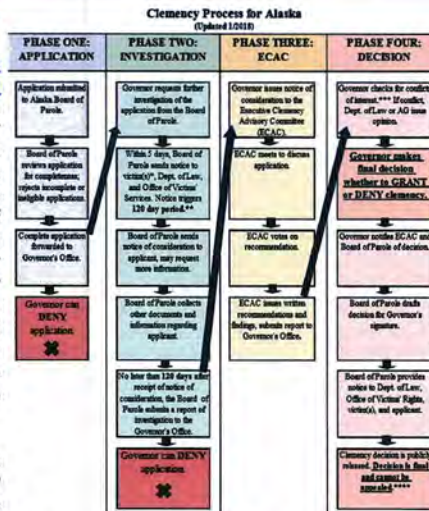 Clemency Process for Alaska
(Updated 1/2018)
PHASE ONE:
APPLICATION
Application submitted
to Alaska Board of
Parole.
Board of Parole
reviews application
for completeness;
rejects incomplete or
ineligible applications.
Complete application
forwarded to
Governor's Office.
Governor can
DENY
application.
PHASE TWO:
INVESTIGATION
Governor requests further
investigation of the
application from the Board
of Parole.
Within 5 days, Board of
Parole sends notice to
victim(s)*, Dept. of Law,
and Office of Victims'
Services. Notice triggers
120 day period.**
Board of Parole sends
notice of consideration to
applicant, may request
more information.
Board of Parole collects
other documents and
information regarding
applicant.
No later than 120 days after
receipt of notice of
consideration, the Board of
Parole submits a report of
investigation to the
Governor's Office.
Governor can DENY
application.
PHASE THREE:
ECAC
Governor issues notice of
consideration to the
Executive Clemency
Advisory Committee
(ECAC).
ECAC meets to discuss
application.
ECAC votes on
recommendation.
ECAC issues written
recommendations and
findings, submits report to
Governor's Office.
PHASE FOUR:
DECISION
Governor checks for conflict
of interest.*** If conflict,
Dept. of Law or AG issue
opinion.
Governor makes
final decision
whether to GRANT
or DENY clemency.
Governor notifies ECAC and
Board of Parole of decision.
Board of Parole drafts
decision for Governor's
signature.
Board of Parole provides
notice to Dept. of Law,
Office of Victims' Rights,
victim(s), and applicant.
Clemency decision is publicly
released. Decision is final
and cannot be
appealed.****